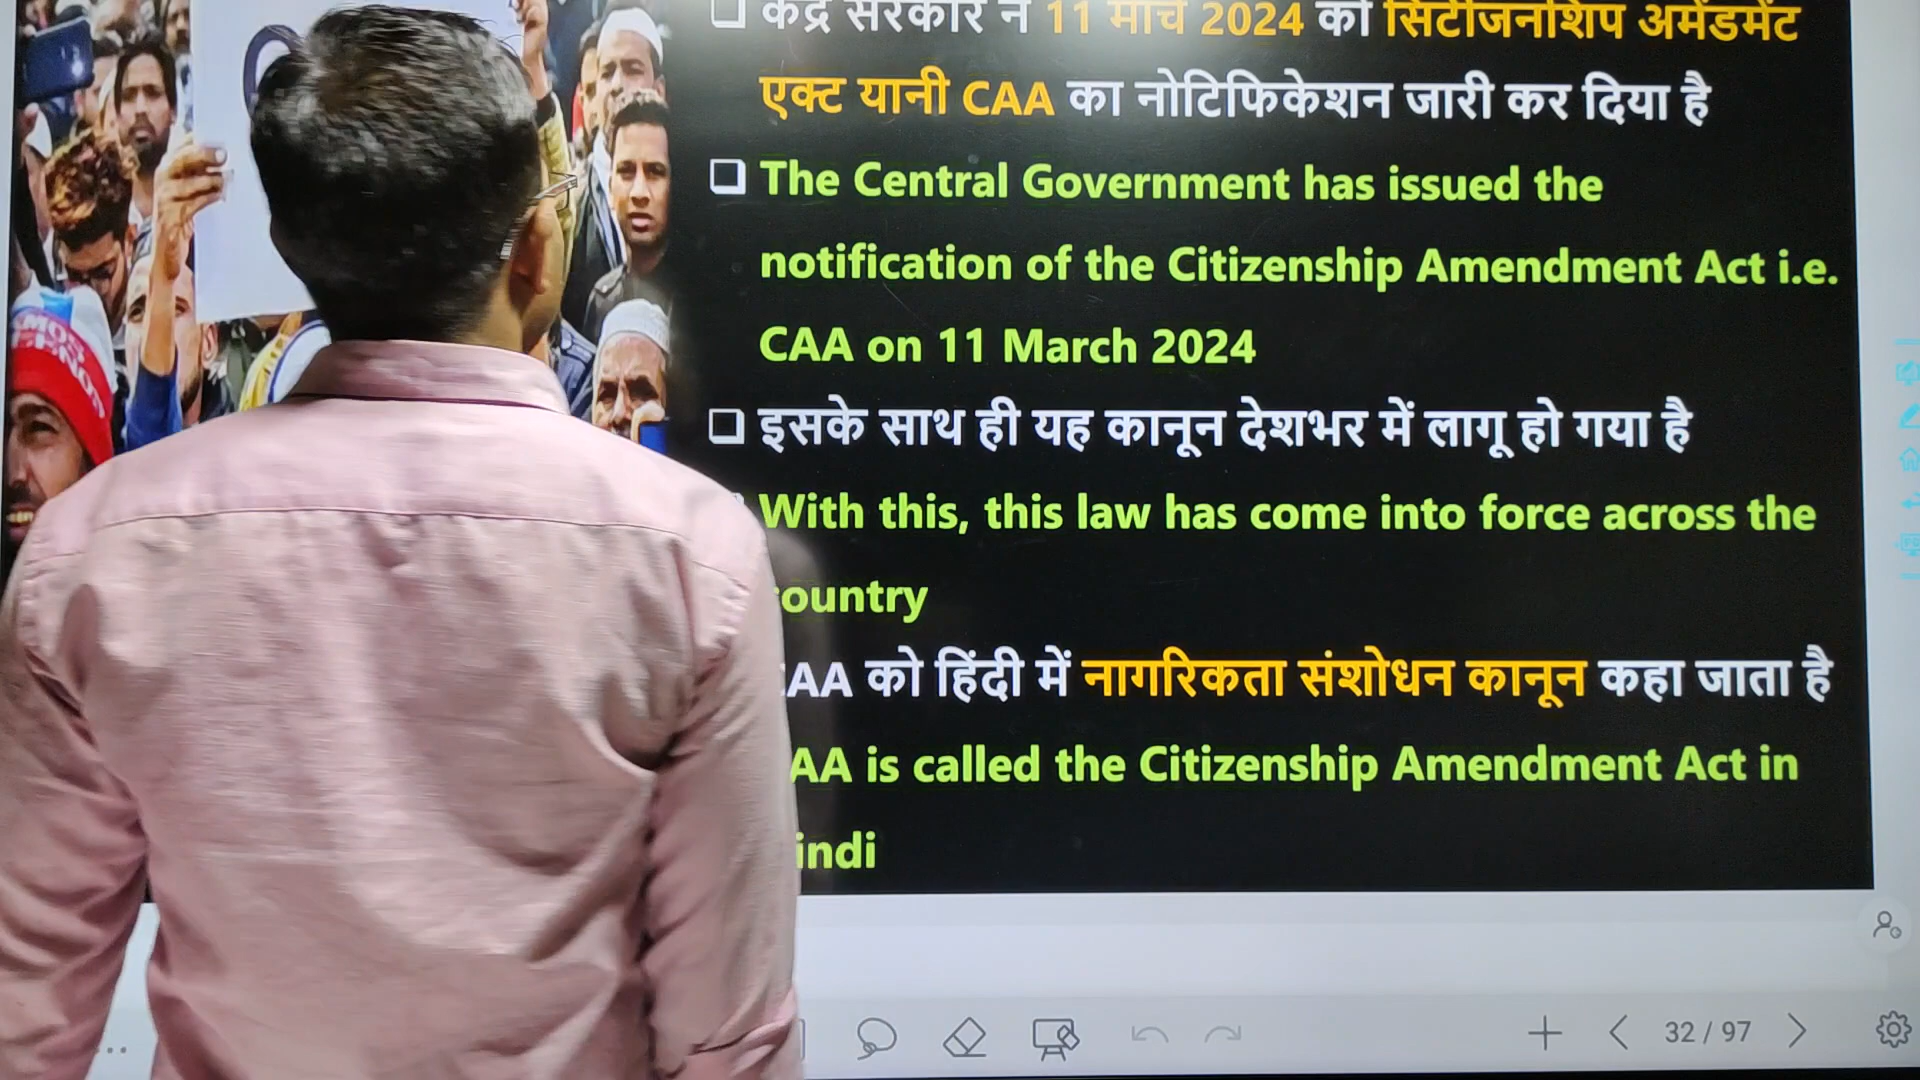 केंद्र सरकार ने 11 मार्च 2024 को सिटीजनशिप अमेंडमेंट
एक्ट यानी CAA का नोटिफिकेशन जारी कर दिया है
The Central Government has issued the
notification of the Citizenship Amendment Act i.e.
CAA on 11 March 2024
इसके साथ ही यह कानून देशभर में लागू हो गया है
With this, this law has come into force across the
ountry
AA को हिंदी में नागरिकता संशोधन कानून कहा जाता है
AA is called the Citizenship Amendment Act in
indi
32 / 97